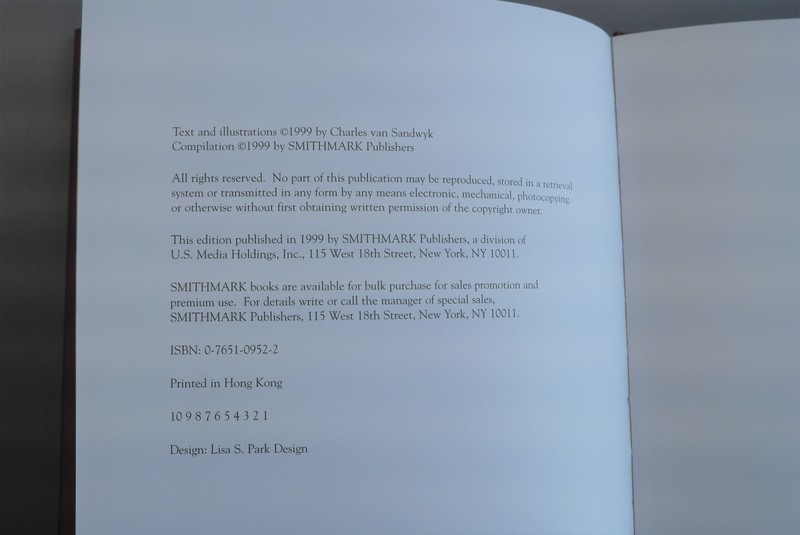 Text and illustrations ©1999 by Charles van Sandwyk
Compilation ©1999 by SMITHMARK Publishers
All rights reserved. No part of this publication may be reproduced, stored in a retrieval
system or transmitted in any form by any means electronic, mechanical, photocopying
or otherwise without first obtaining written permission of the copyright owner.
This edition published in 1999 by SMITHMARK Publishers, a division of
U.S. Media Holdings, Inc., 115 West 18th Street, New York, NY 10011.
SMITHMARK books are available for bulk purchase for sales promotion and
premium use. For details write or call the manager of special sales,
SMITHMARK Publishers, 115 West 18th Street, New York, NY 10011.
ISBN: 0-7651-0952-2
Printed in Hong Kong
10 9 8 7 6 5 4 3 2 1
Design: Lisa S. Park Design